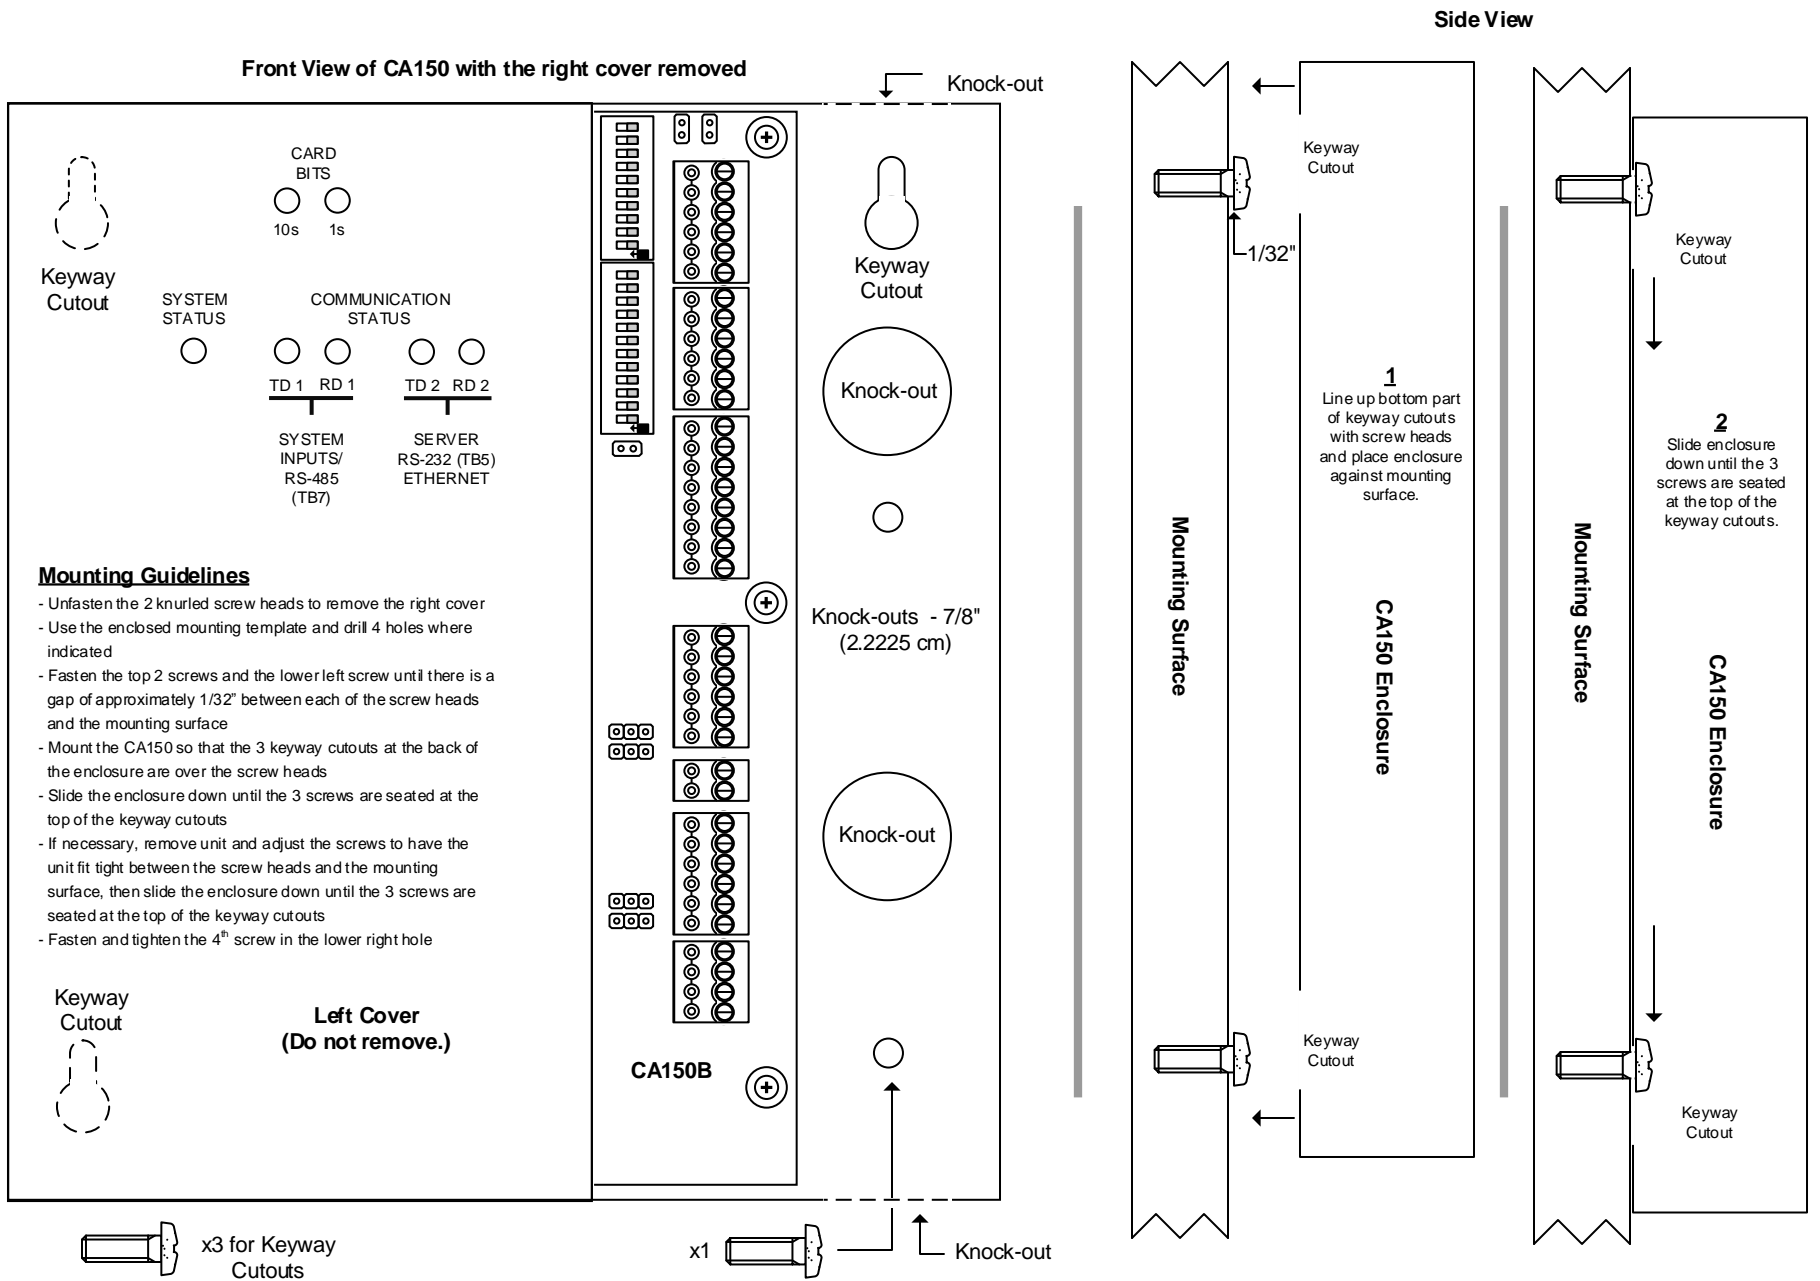 Side View
Front View of CA150 with the right cover removed
Knock-out
CARD
BITS
10s 1s
Keyway
Cutout
SYSTEM
STATUS
COMMUNICATION
STATUS
TD 1 RD 1 TD 2 RD 2
SYSTEM
INPUTS/
RS-485
(TB7)
SERVER
RS-232 (TB5)
ETHERNET
Mounting Guidelines
- Unfasten the 2 knurled screw heads to remove the right cover
- Use the enclosed mounting template and drill 4 holes where
indicated
- Fasten the top 2 screws and the lower left screw until there is a
gap of approximately 1/32” between each of the screw heads
and the mounting surface
- Mount the CA150 so that the 3 keyway cutouts at the back of
the enclosure are over the screw heads
- Slide the enclosure down until the 3 screws are seated at the
top of the keyway cutouts
- If necessary, remove unit and adjust the screws to have the
unit fit tight between the screw heads and the mounting
surface, then slide the enclosure down until the 3 screws are
seated at the top of the keyway cutouts
- Fasten and tighten the 4th screw in the lower right hole
Keyway
Cutout
Left Cover
(Do not remove.)
x3 for Keyway
Cutouts
Keyway
Cutout
Knock-out
Knock-outs - 7/8"
(2.2225 cm)
Knock-out
CA150B
x1
Knock-out
Keyway
Cutout
1/32"
1
Line up bottom part
of keyway cutouts
with screw heads
and place enclosure
against mounting
surface.
Mounting Surface
CA150 Enclosure
Keyway
Cutout
Keyway
Cutout
2
Slide enclosure
down until the 3
screws are seated
at the top of the
keyway cutouts.
Mounting Surface
CA150 Enclosure
Keyway
Cutout